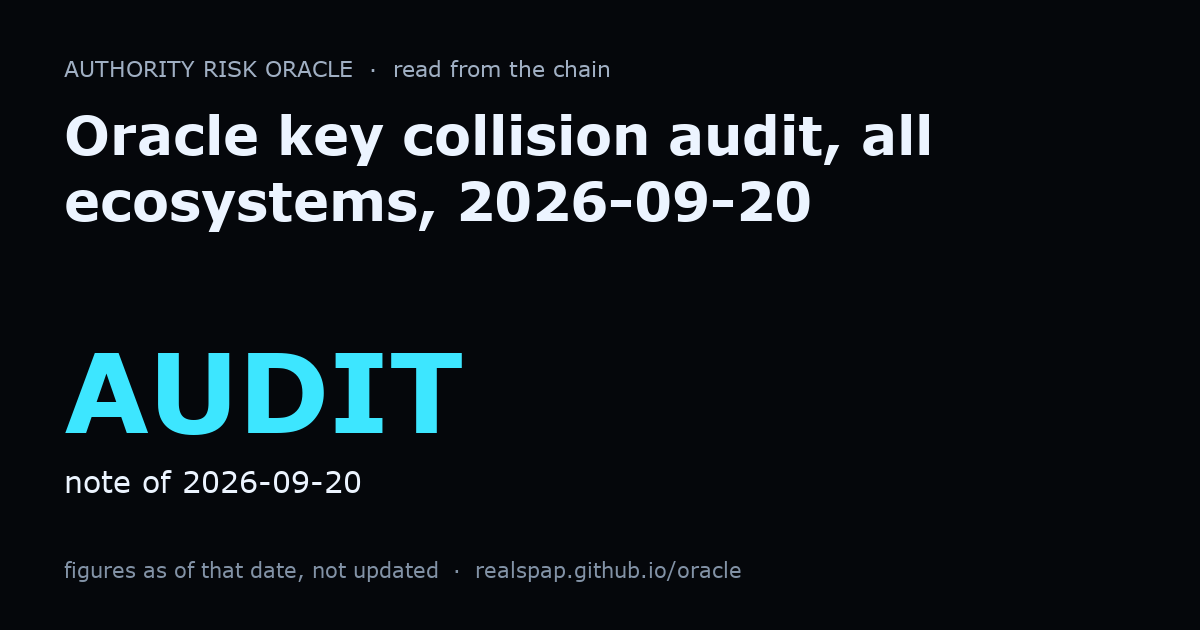 AUTHORITY RISK ORACLE · read from the chain
Oracle key collision audit, all
ecosystems, 2026-09-20
AUDIT
note of 2026-09-20
figures as of that date, not updated · realspap.github.io/oracle